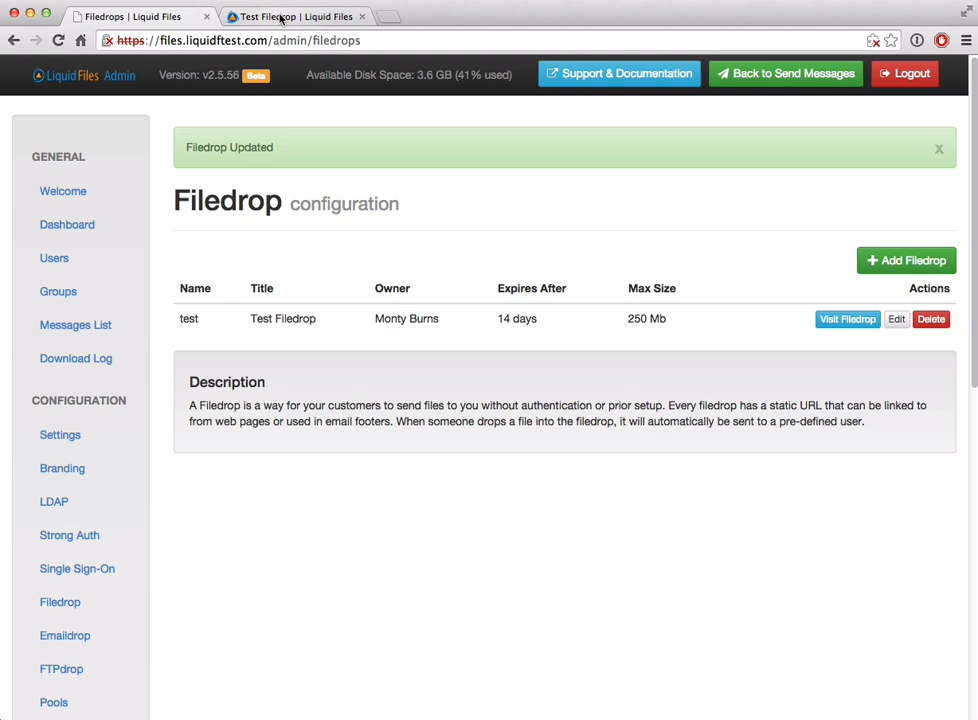 Filedrops | Liquid Files
Test Filedrop | Liquid Files
https://files.liquidftest.com/admin/filedrops
LiquidFiles Admin
Version: v2.5.56 Beta
Available Disk Space: 3.6 GB (41% used)
Support & Documentation
Back to Send Messages
Logout
GENERAL
Welcome
Dashboard
Users
Groups
Messages List
Download Log
CONFIGURATION
Settings
Branding
LDAP
Strong Auth
Single Sign-On
Filedrop
Emaildrop
FTPdrop
Pools
Filedrop Updated
x
Filedrop configuration
+ Add Filedrop
Name Title Owner Expires After Max Size Actions
test Test Filedrop Monty Burns 14 days 250 Mb Visit Filedrop Edit Delete
Description
A Filedrop is a way for your customers to send files to you without authentication or prior setup. Every filedrop has a static URL that can be linked to
from web pages or used in email footers. When someone drops a file into the filedrop, it will automatically be sent to a pre-defined user.